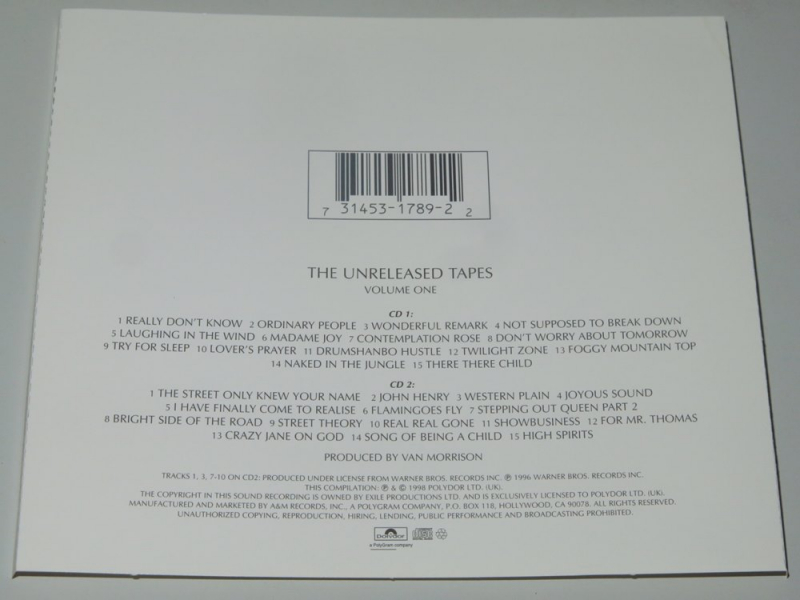 7 31453-1789-2 2
THE UNRELEASED TAPES
VOLUME ONE
CD 1:
1 REALLY DON'T KNOW 2 ORDINARY PEOPLE 3 WONDERFUL REMARK 4 NOT SUPPOSED TO BREAK DOWN
5 LAUGHING IN THE WIND 6 MADAME JOY 7 CONTEMPLATION ROSE 8 DON'T WORRY ABOUT TOMORROW
9 TRY FOR SLEEP 10 LOVER'S PRAYER 11 DRUMSHANBO HUSTLE 12 TWILIGHT ZONE 13 FOGGY MOUNTAIN TOP
14 NAKED IN THE JUNGLE 15 THERE THERE CHILD
CD 2:
1 THE STREET ONLY KNEW YOUR NAME 2 JOHN HENRY 3 WESTERN PLAIN 4 JOYOUS SOUND
5 I HAVE FINALLY COME TO REALISE 6 FLAMINGOES FLY 7 STEPPING OUT QUEEN PART 2
8 BRIGHT SIDE OF THE ROAD 9 STREET THEORY 10 REAL REAL GONE 11 SHOWBUSINESS 12 FOR MR. THOMAS
13 CRAZY JANE ON GOD 14 SONG OF BEING A CHILD 15 HIGH SPIRITS
PRODUCED BY VAN MORRISON
TRACKS 1, 3, 7-10 ON CD2: PRODUCED UNDER LICENSE FROM WARNER BROS. RECORDS INC. ℗ 1996 WARNER BROS. RECORDS INC.
THIS COMPILATION: ℗ & © 1998 POLYDOR LTD. (UK).
THE COPYRIGHT IN THIS SOUND RECORDING IS OWNED BY EXILE PRODUCTIONS LTD. AND IS EXCLUSIVELY LICENSED TO POLYDOR LTD. (UK).
MANUFACTURED AND MARKETED BY A&M RECORDS, INC., A POLYGRAM COMPANY, P.O. BOX 118, HOLLYWOOD, CA 90078. ALL RIGHTS RESERVED.
UNAUTHORIZED COPYING, REPRODUCTION, HIRING, LENDING, PUBLIC PERFORMANCE AND BROADCASTING PROHIBITED.
a PolyGram company